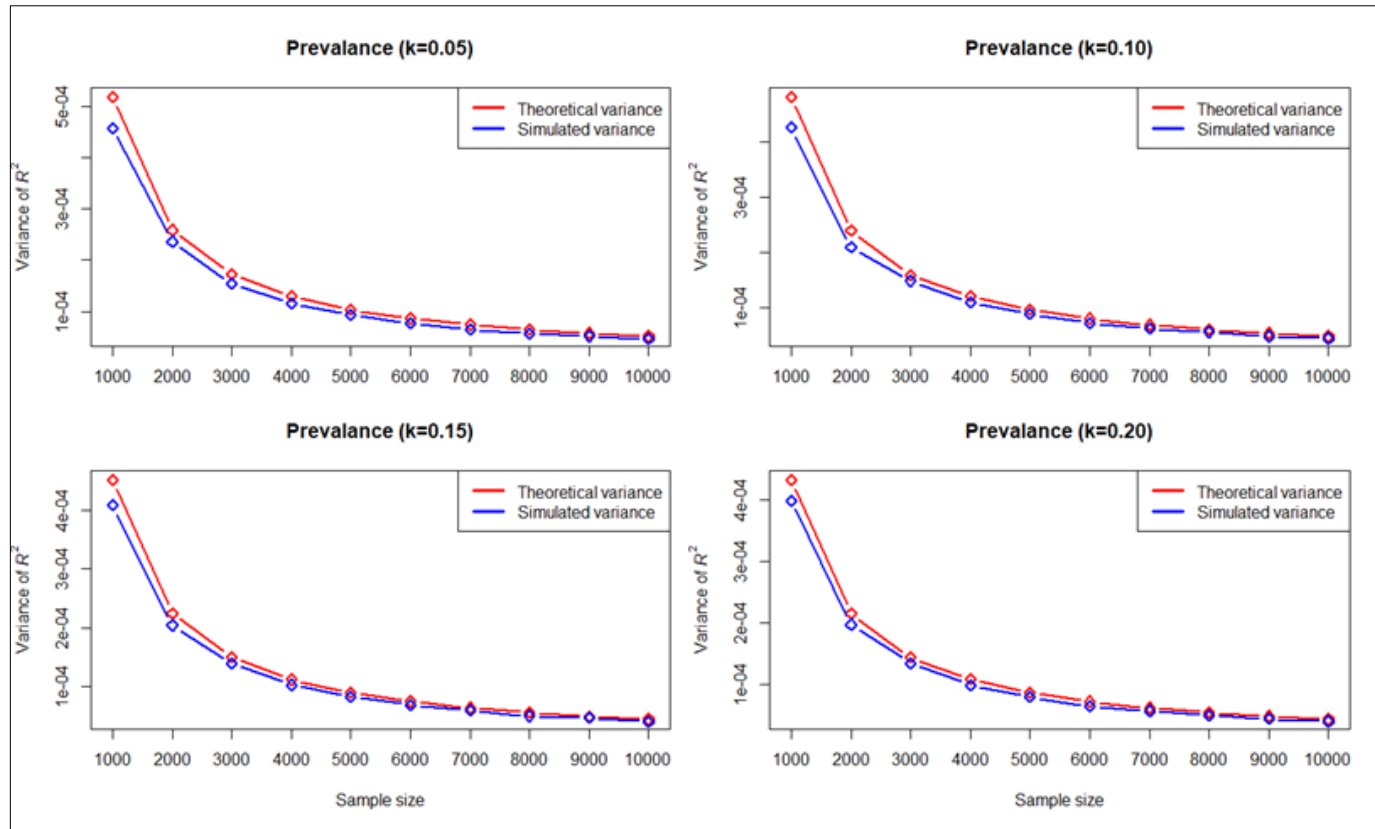 Prevalance (k=0.05)
Variance of R²
5e-04
3e-04
1e-04
Theoretical variance
Simulated variance
1000 2000 3000 4000 5000 6000 7000 8000 9000 10000
Prevalance (k=0.10)
Variance of R²
3e-04
1e-04
Theoretical variance
Simulated variance
1000 2000 3000 4000 5000 6000 7000 8000 9000 10000
Prevalance (k=0.15)
Variance of R²
4e-04
3e-04
2e-04
1e-04
Theoretical variance
Simulated variance
1000 2000 3000 4000 5000 6000 7000 8000 9000 10000
Sample size
Prevalance (k=0.20)
Variance of R²
4e-04
3e-04
2e-04
1e-04
Theoretical variance
Simulated variance
1000 2000 3000 4000 5000 6000 7000 8000 9000 10000
Sample size